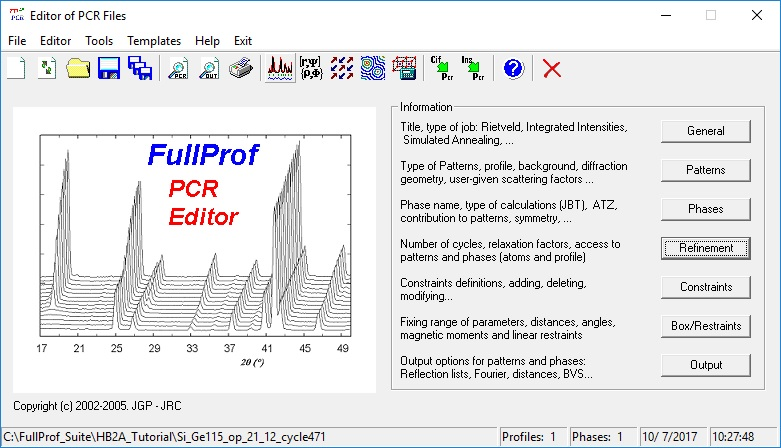 Editor of PCR Files
File Editor Tools Templates Help Exit
PCR OUT [r,ψ] (ρ,Φ) Cif Pcr Ins Pcr
FullProf
PCR
Editor
17 21 25 29 33 37 41 45 49
2θ (°)
Copyright (c) 2002-2005. JGP - JRC
Information
Title, type of job: Rietveld, Integrated Intensities,
Simulated Annealing, ...
General
Type of Patterns, profile, background, diffraction
geometry, user-given scattering factors ...
Patterns
Phase name, type of calculations (JBT), ATZ,
contribution to patterns, symmetry, ...
Phases
Number of cycles, relaxation factors, access to
patterns and phases (atoms and profile)
Refinement
Constraints definitions, adding, deleting,
modifying...
Constraints
Fixing range of parameters, distances, angles,
magnetic moments and linear restraints
Box/Restraints
Output options for patterns and phases:
Reflection lists, Fourier, distances, BVS...
Output
C:\FullProf_Suite\HB2A_Tutorial\Si_Ge115_op_21_12_cycle471 Profiles: 1 Phases: 1 10/ 7/2017 10:27:48